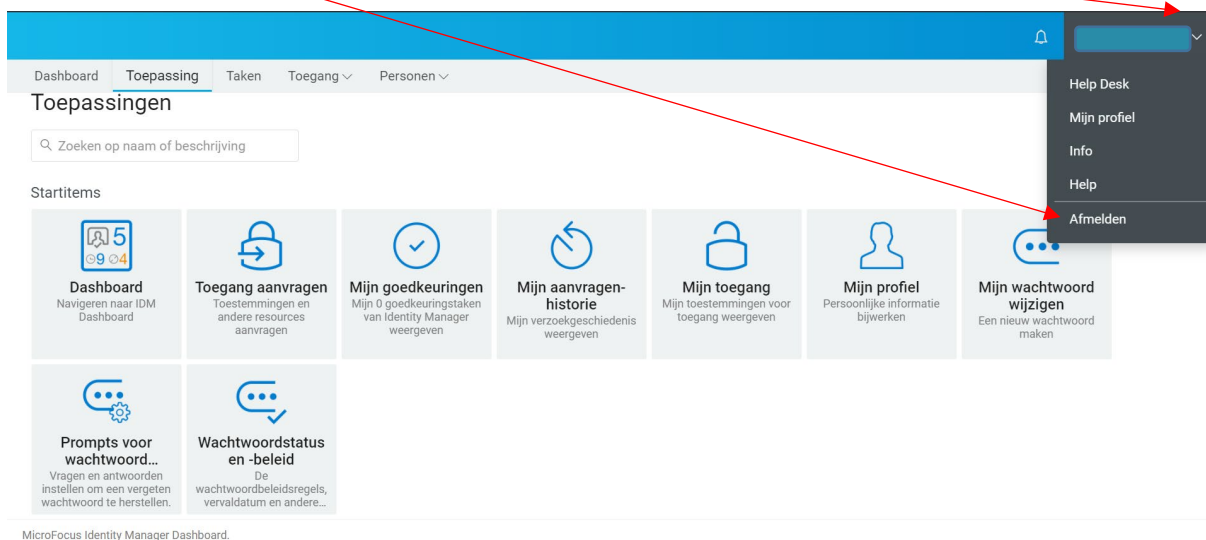 Dashboard Toepassing Taken Toegang Personen
Toepassingen
Zoeken op naam of beschrijving
Startitems
Help Desk
Mijn profiel
Info
Help
Afmelden
5
9 4
Dashboard
Navigeren naar IDM
Dashboard
Toegang aanvragen
Toestemmingen en
andere resources
aanvragen
Mijn goedkeuringen
Mijn 0 goedkeuringstaken
van Identity Manager
weergeven
Mijn aanvragen-
historie
Mijn verzoekgeschiedenis
weergeven
Mijn toegang
Mijn toestemmingen voor
toegang weergeven
Mijn profiel
Persoonlijke informatie
bijwerken
Mijn wachtwoord
wijzigen
Een nieuw wachtwoord
maken
Prompts voor
wachtwoord...
Vragen en antwoorden
instellen om een vergeten
wachtwoord te herstellen.
Wachtwoordstatus
en -beleid
De
wachtwoordbeleidsregels,
vervaldatum en andere...
MicroFocus Identity Manager Dashboard.